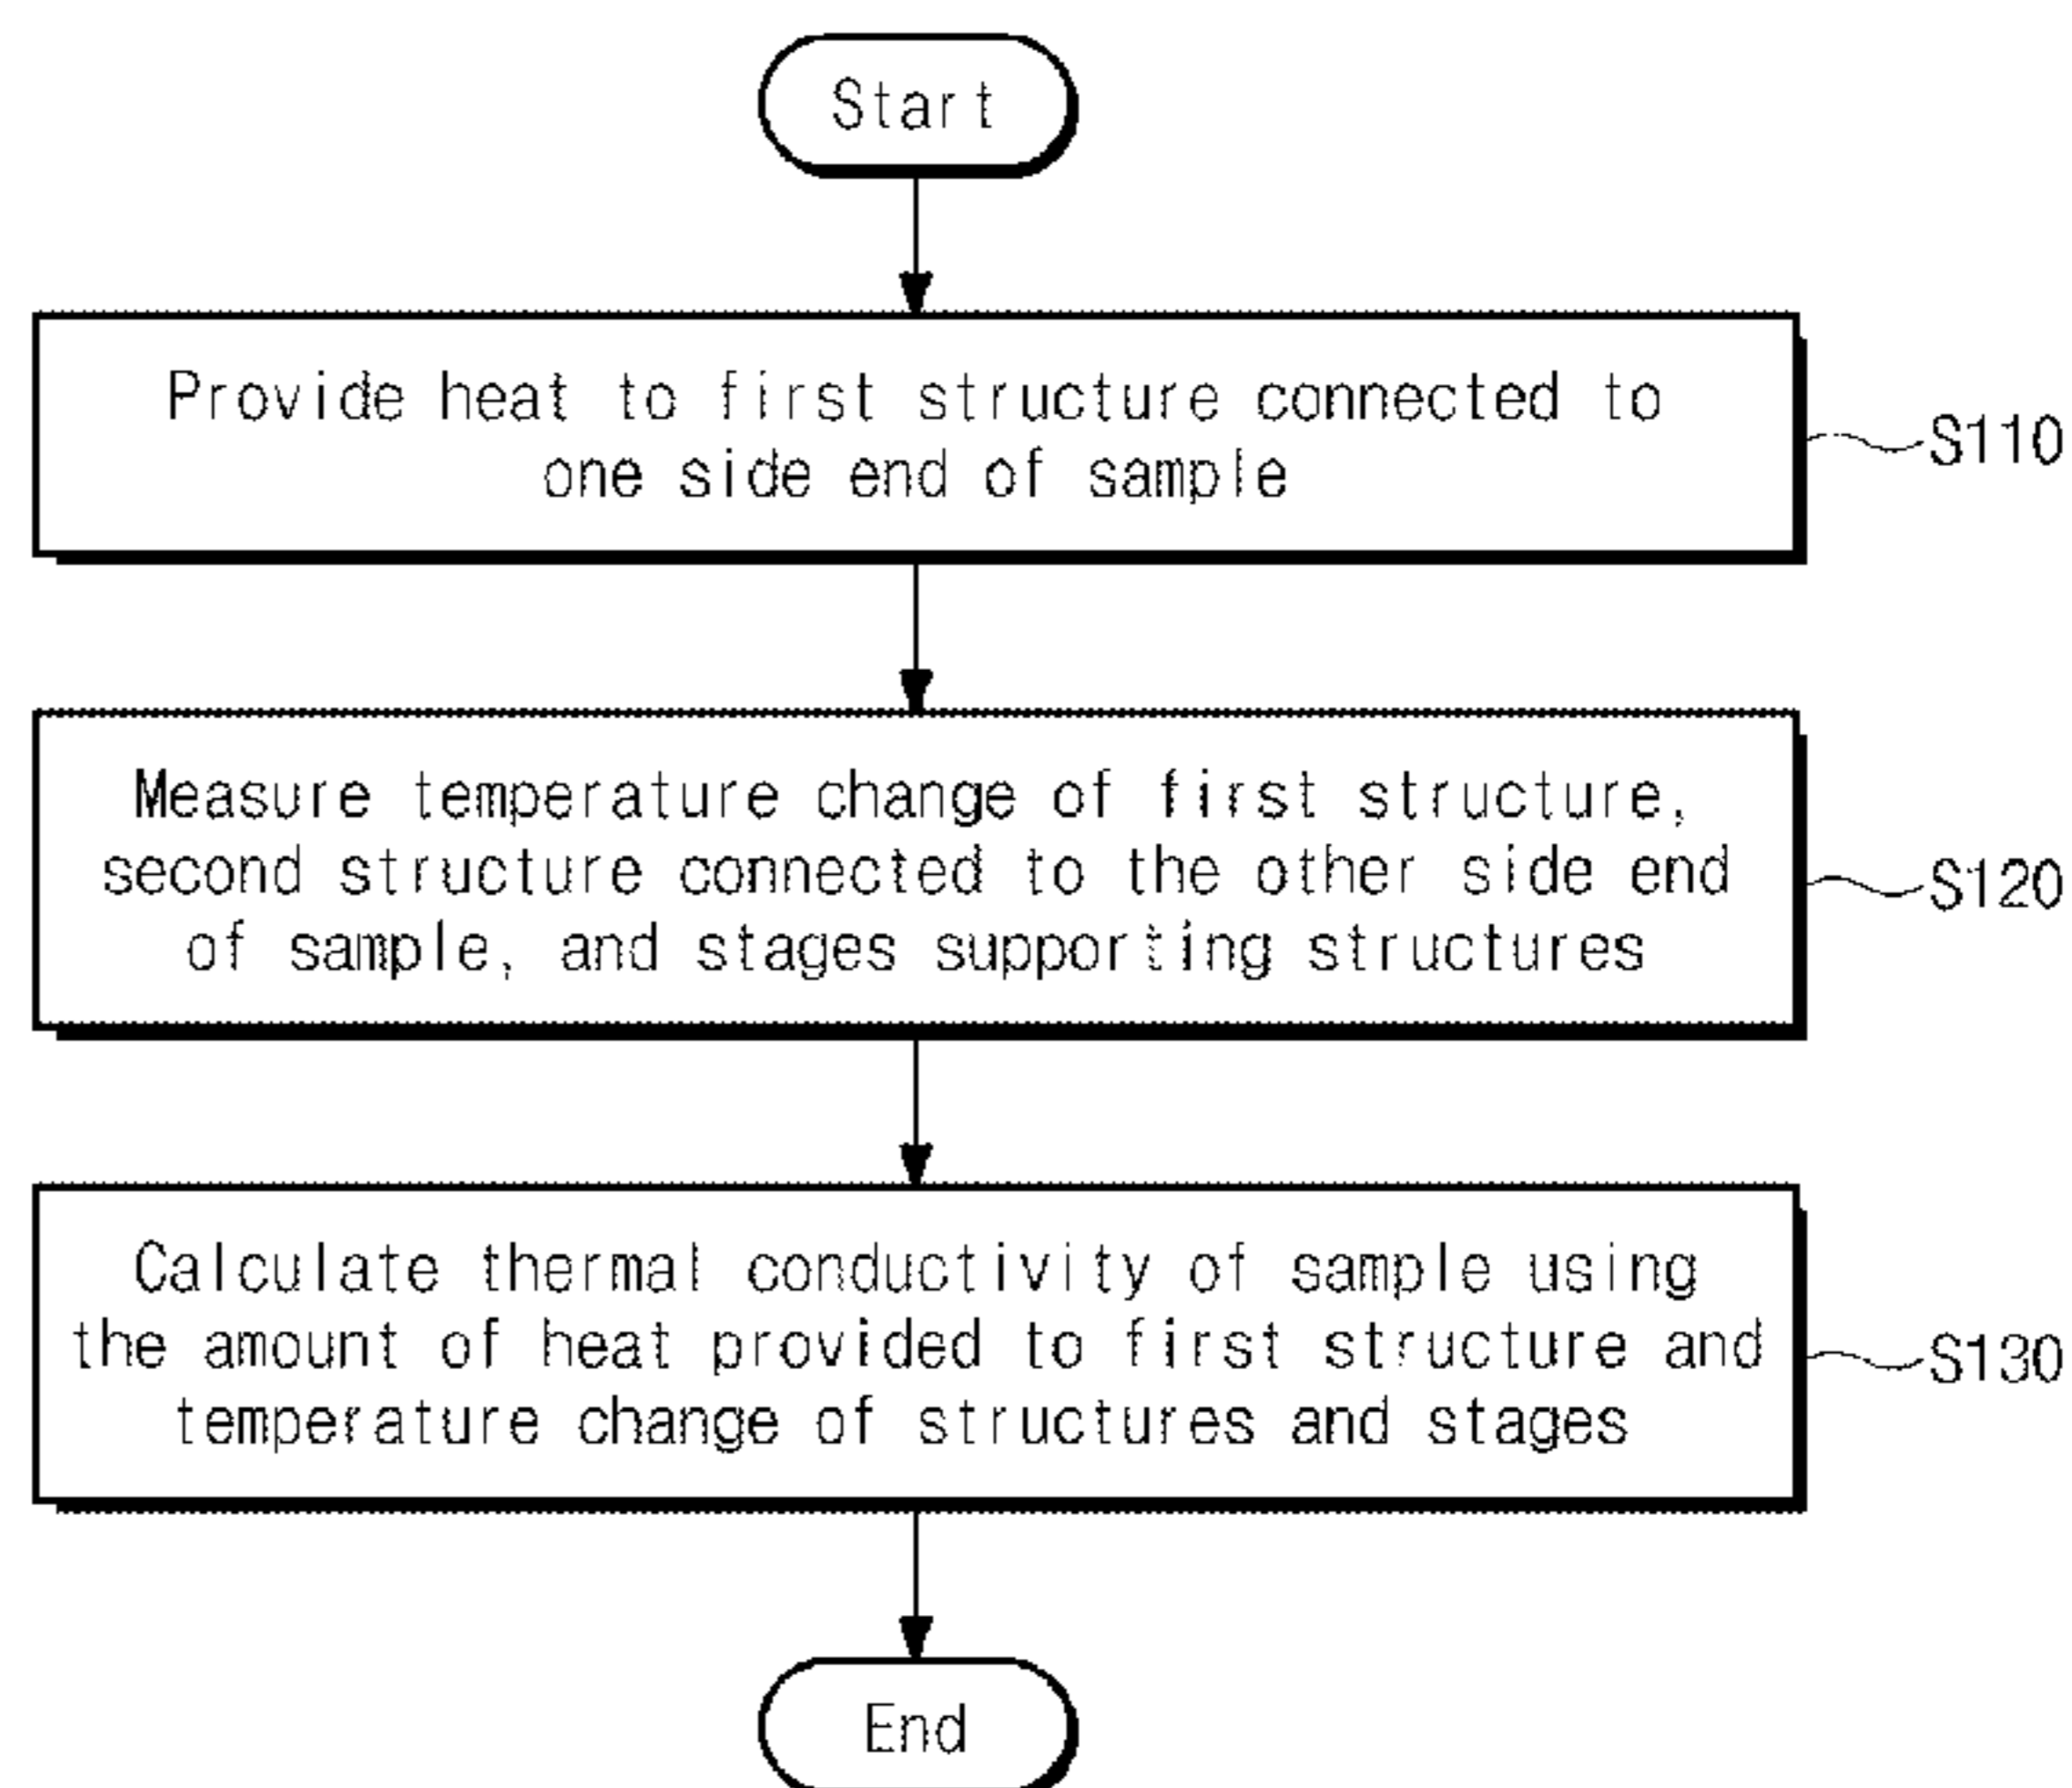 Start
Provide heat to first structure connected to
one side end of sample
S110
Measure temperature change of first structure,
second structure connected to the other side end
of sample, and stages supporting structures
S120
Calculate thermal conductivity of sample using
the amount of heat provided to first structure and
temperature change of structures and stages
S130
End